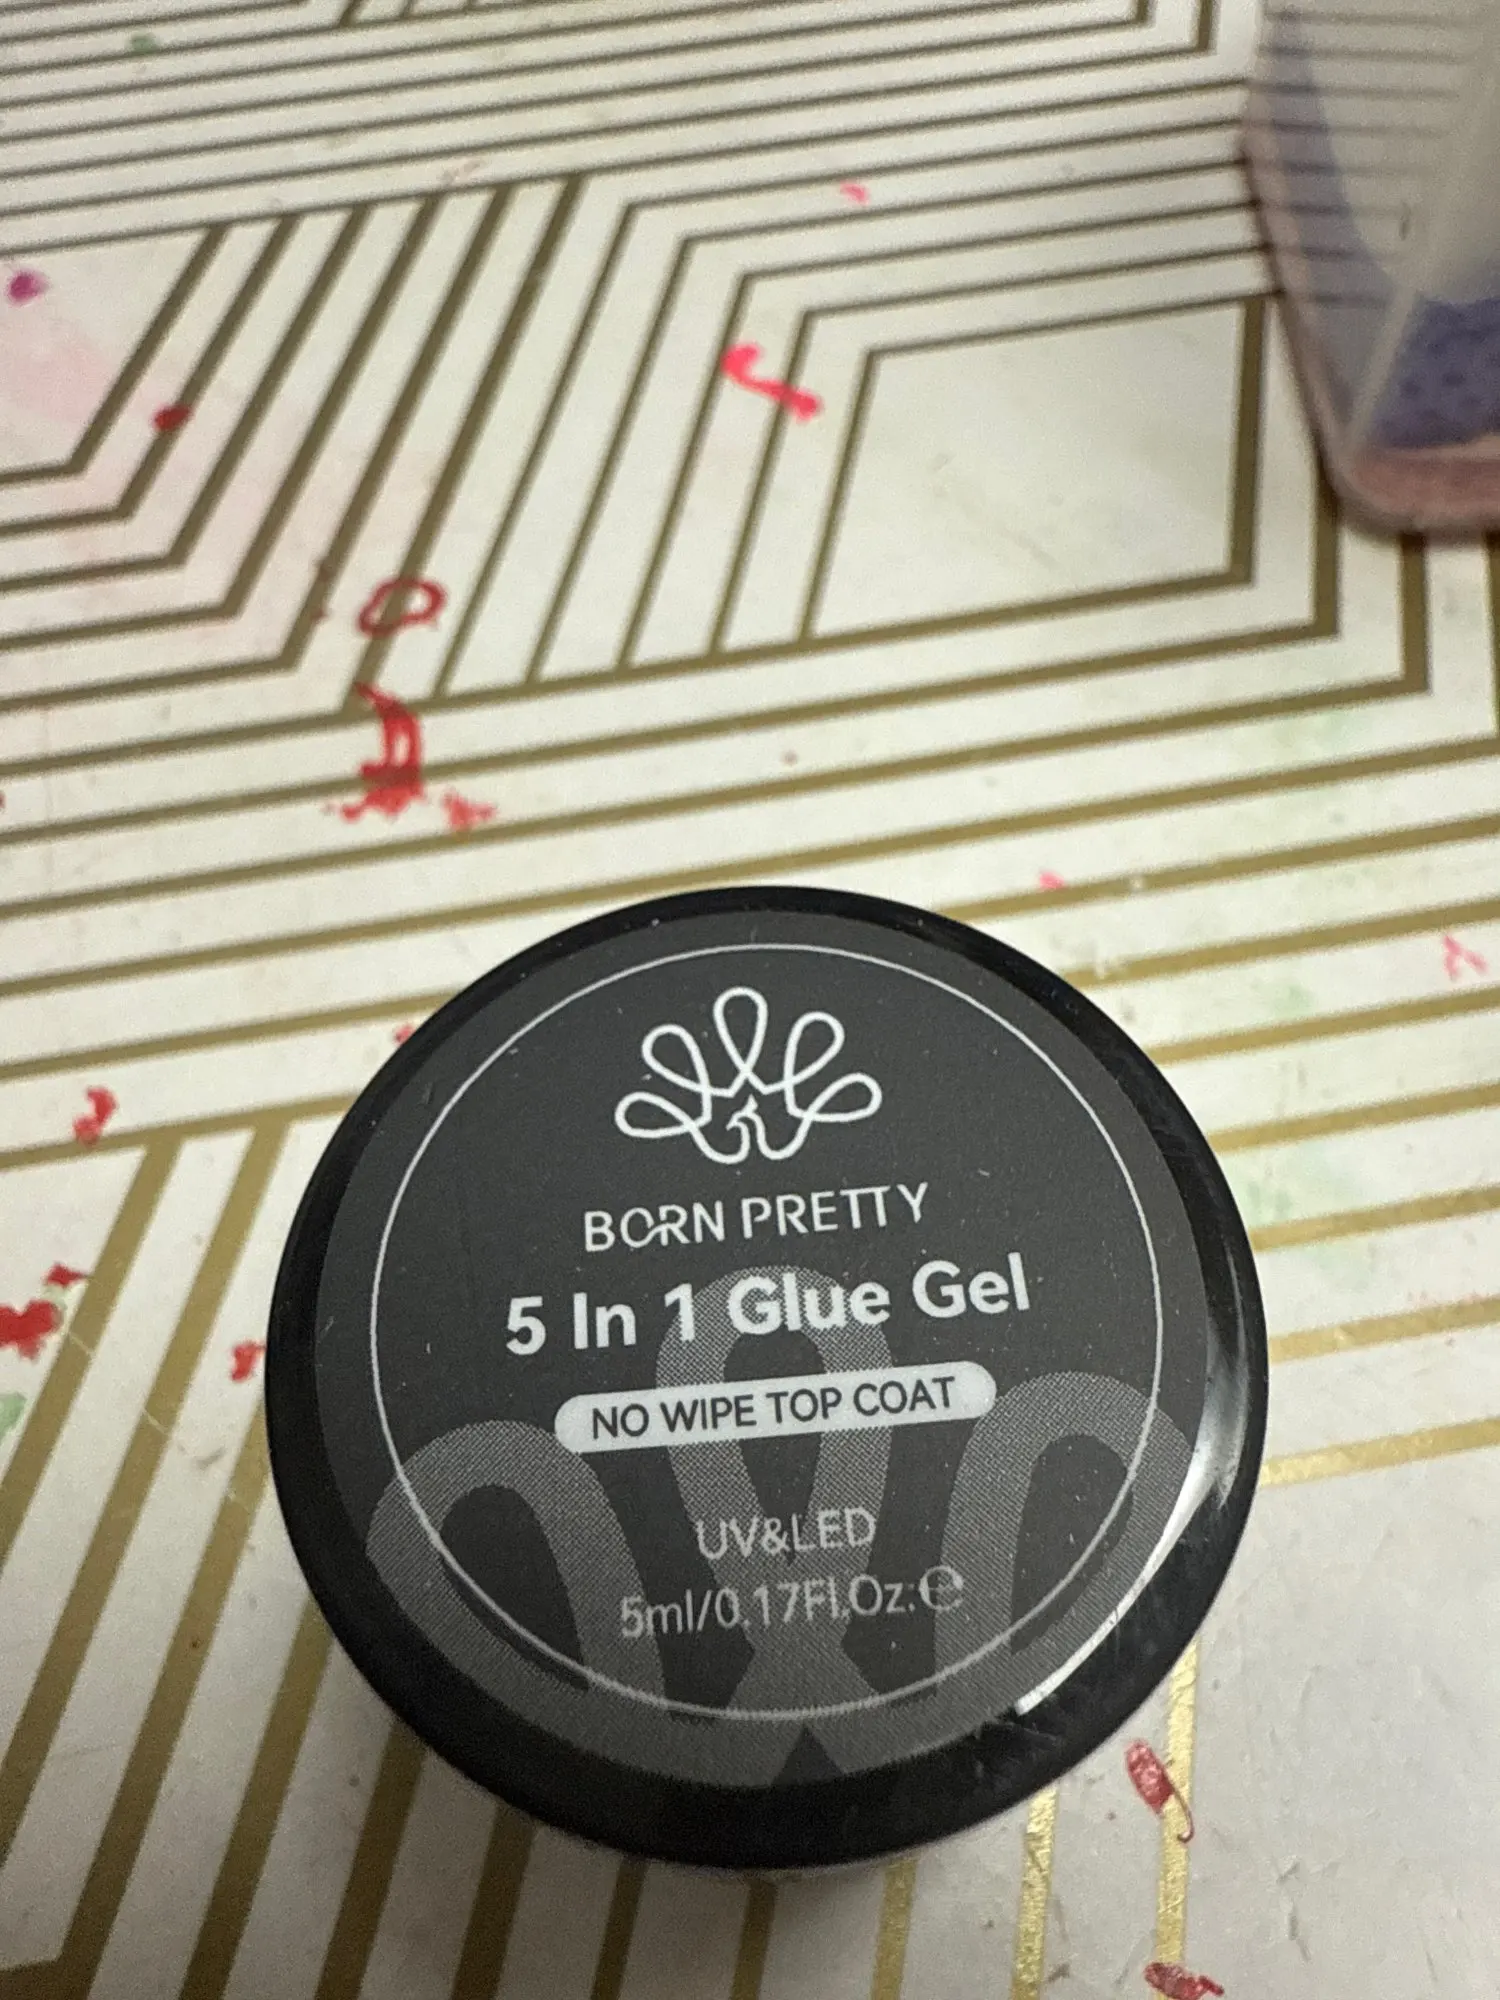 BORN PRETTY
5 In 1 Glue Gel
NO WIPE TOP COAT
UV&LED
5ml/0.17Fl.Oz.℮